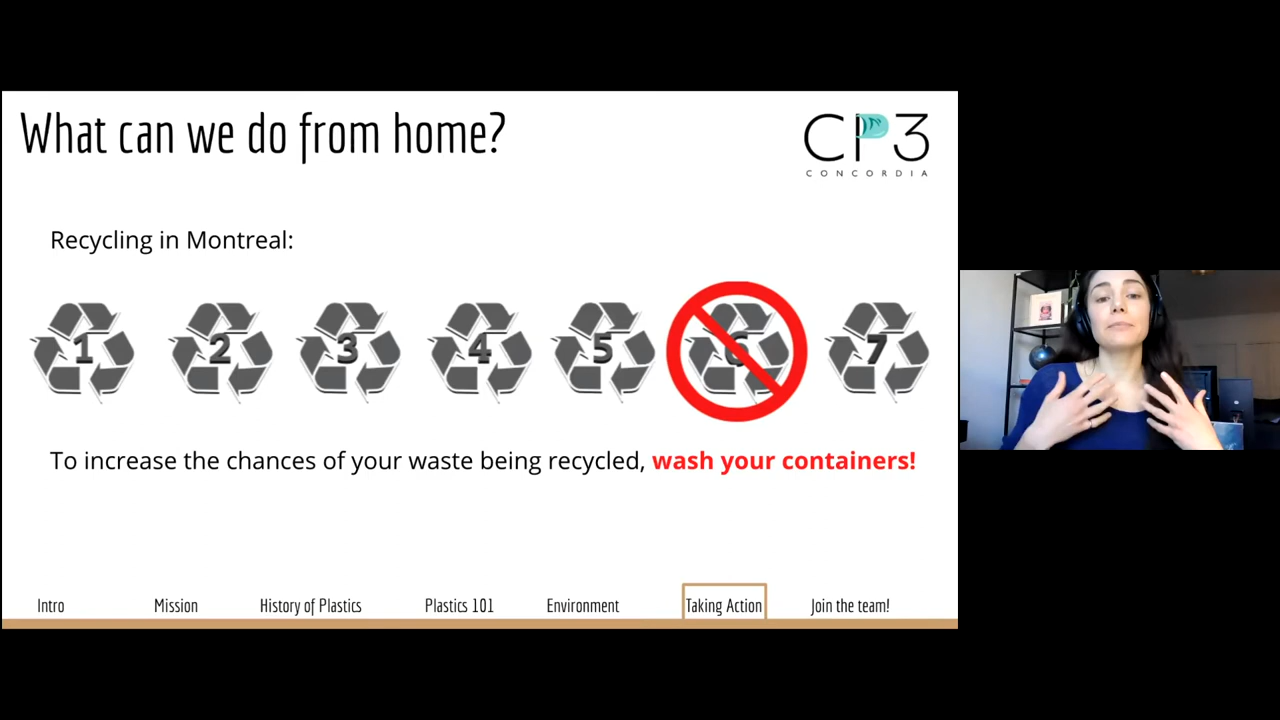 What can we do from home?
CP3
CONCORDIA
Recycling in Montreal:
1 2 3 4 5 6 7
To increase the chances of your waste being recycled, wash your containers!
Intro Mission History of Plastics Plastics 101 Environment Taking Action Join the team!